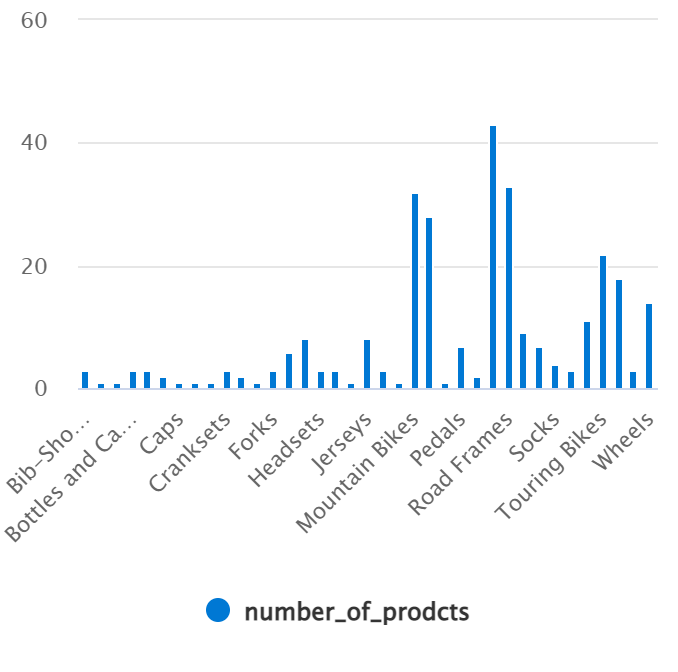 60
40
20
0
Bib-Sho...
Bottles and Ca...
Caps
Cranksets
Forks
Headsets
Jerseys
Mountain Bikes
Pedals
Road Frames
Socks
Touring Bikes
Wheels
number_of_prodcts